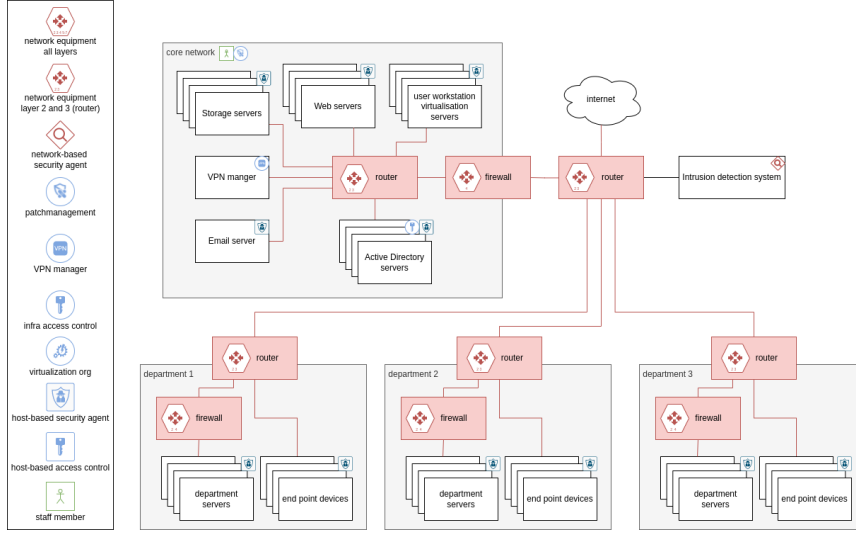 network equipment
all layers
network equipment
layer 2 and 3 (router)
network-based
security agent
patchmanagement
VPN
VPN manager
infra access control
virtualization org
host-based security agent
host-based access control
staff member
core network
Storage servers
Web servers
user workstation
virtualisation
servers
VPN manger
router
firewall
Email server
Active Directory
servers
internet
router
Intrusion detection system
department 1
router
firewall
department
servers
end point devices
department 2
router
firewall
department
servers
end point devices
department 3
router
firewall
department
servers
end point devices